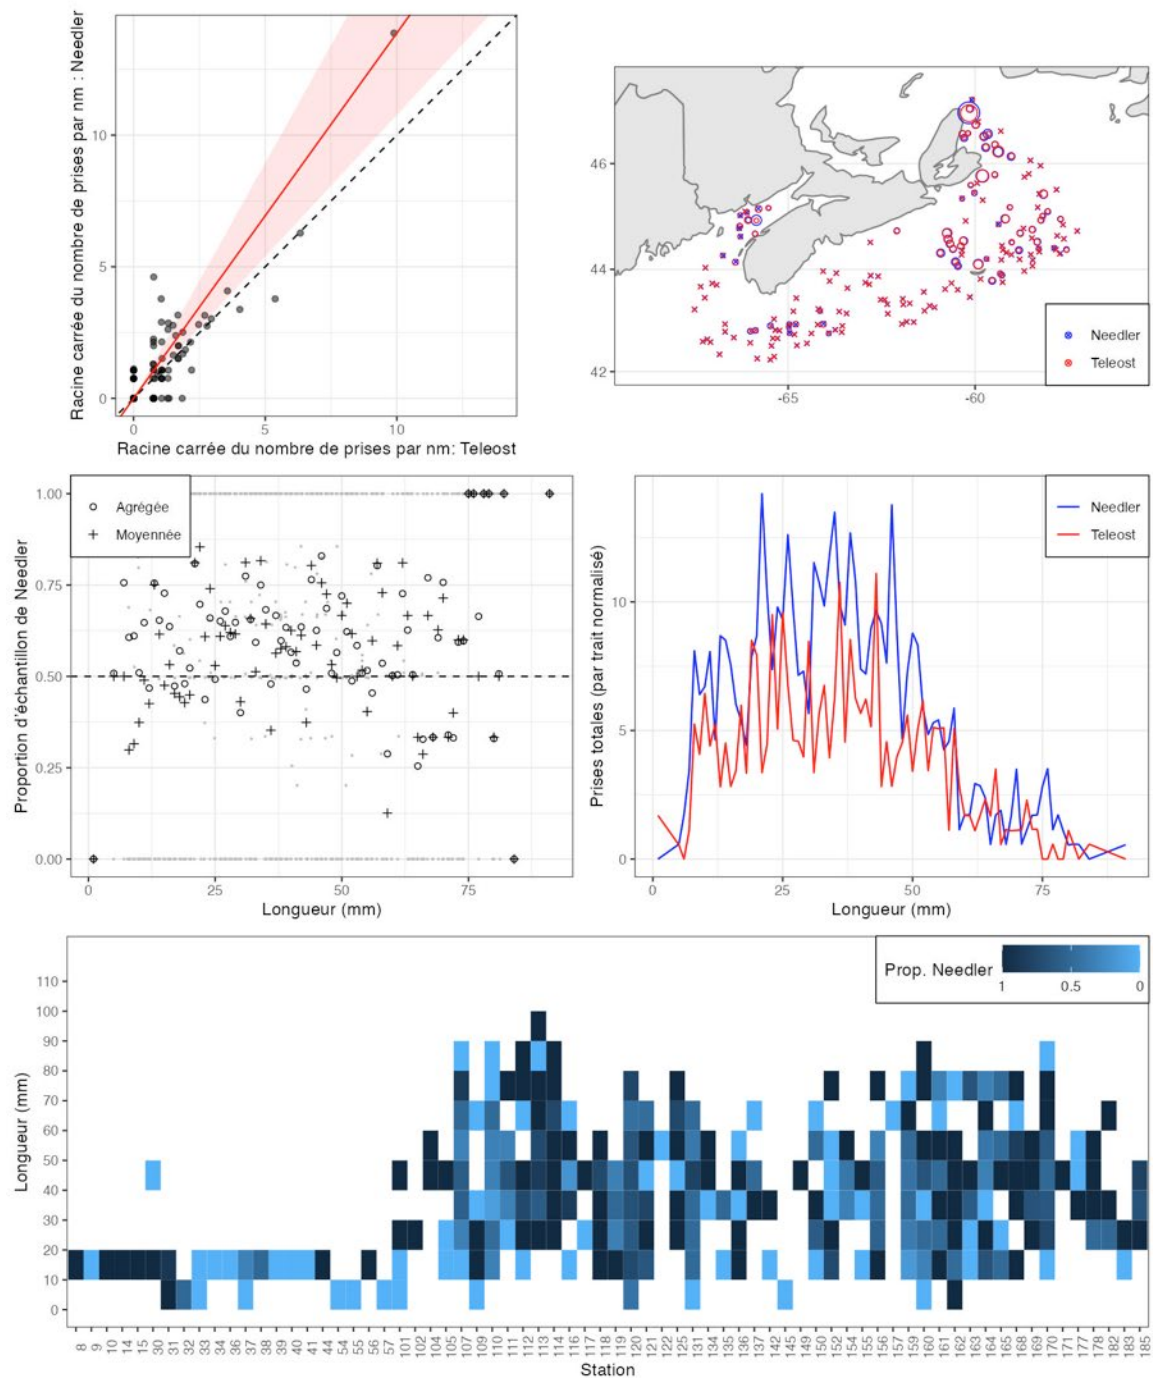 Racine carrée du nombre de prises par nm : Needler
10
5
0
0
5
10
Racine carrée du nombre de prises par nm: Teleost
46
44
42
-65
-60
Needler
Teleost
Proportion d'échantillon de Needler
1.00
0.75
0.50
0.25
0.00
Agrégée
Moyennée
0
25
50
75
Longueur (mm)
Prises totales (par trait normalisé)
10
5
0
Needler
Teleost
0
25
50
75
Longueur (mm)
Longueur (mm)
110
100
90
80
70
60
50
40
30
20
10
0
Prop. Needler
1
0.5
0
8 9 10 14 15 30 31 32 33 34 36 37 38 39 40 41 44 54 55 56 57 101 102 104 105 107 109 110 111 112 113 114 116 117 118 119 120 121 122 125 131 134 135 136 137 142 145 149 150 152 154 155 156 157 159 160 161 162 163 164 165 168 169 170 171 177 178 182 183 185
Station